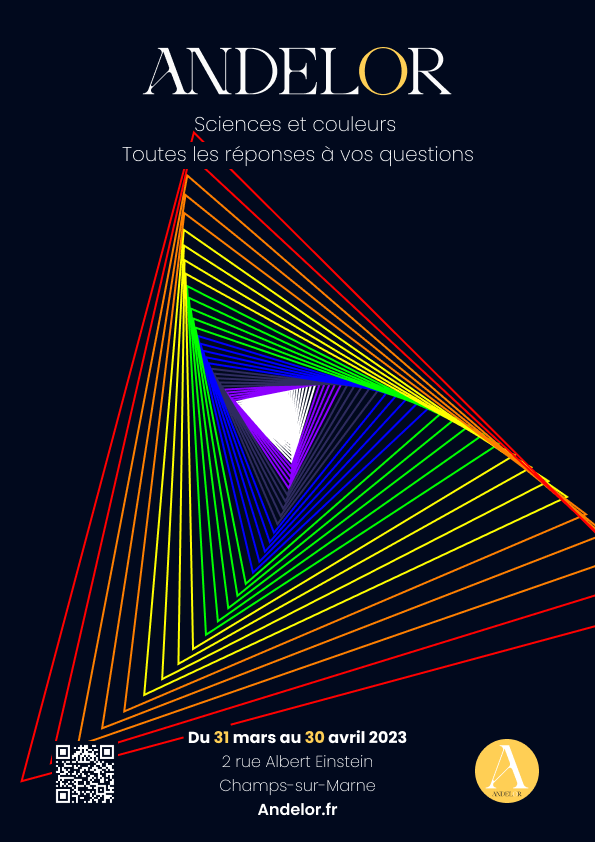 ANDELOR
Sciences et couleurs
Toutes les réponses à vos questions
Du 31 mars au 30 avril 2023
2 rue Albert Einstein
Champs-sur-Marne
Andelor.fr
A
ANDELOR